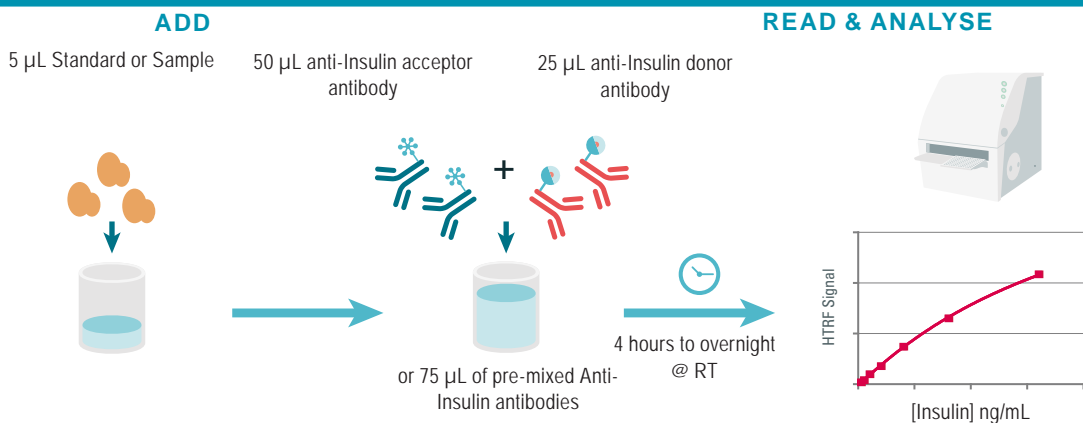 ADD
READ & ANALYSE
5 µL Standard or Sample
50 µL anti-Insulin acceptor
antibody
25 µL anti-Insulin donor
antibody
+
or 75 µL of pre-mixed Anti-
Insulin antibodies
4 hours to overnight
@ RT
HTRF Signal
[Insulin] ng/mL